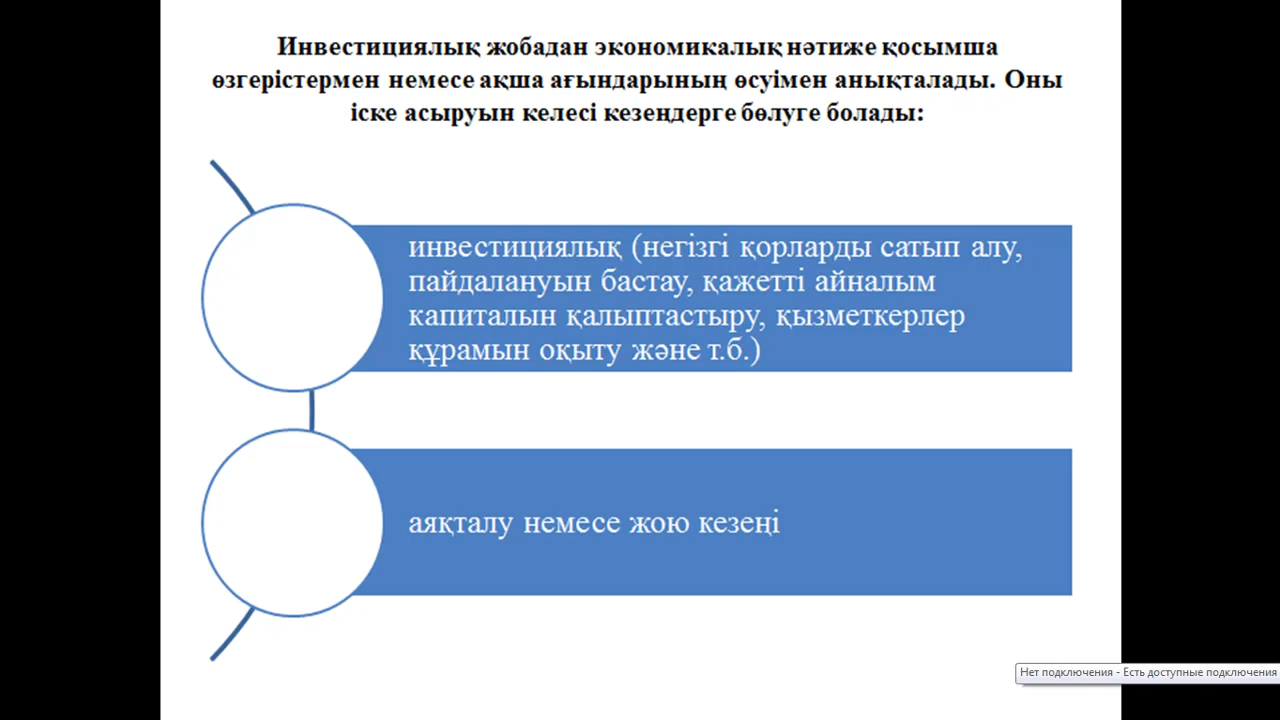 Инвестициялық жобадан экономикалық нәтиже қосымша
өзгерістермен немесе ақша ағындарының өсуімен анықталады. Оны
іске асыруын келесі кезеңдерге бөлуге болады:
инвестициялық (негізгі қорларды сатып алу,
пайдалануын бастау, қажетті айналым
капиталын қалыптастыру, қызметкерлер
құрамын оқыту және т.б.)
аяқталу немесе жою кезеңі
Нет подключения - Есть доступные подключения